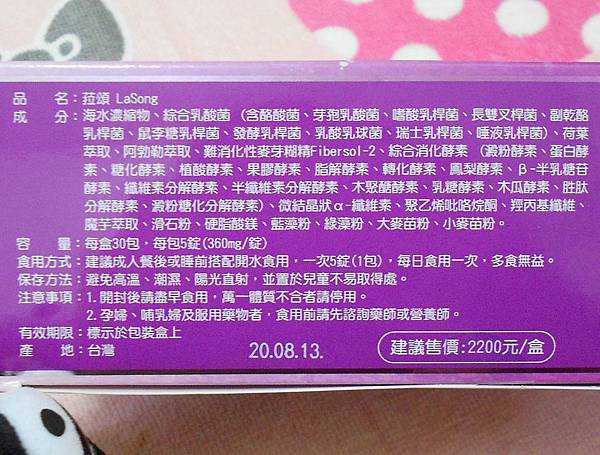 品　　名：菈頌 LaSong
成　　分：海水濃縮物、綜合乳酸菌 (含酪酸菌、芽孢乳酸菌、嗜酸乳桿菌、長雙叉桿菌、副乾酪
乳桿菌、鼠李糖乳桿菌、發酵乳桿菌、乳酸乳球菌、瑞士乳桿菌、唾液乳桿菌)、荷葉
萃取、阿勃勒萃取、難消化性麥芽糊精Fibersol-2、綜合消化酵素 (澱粉酵素、蛋白酵
素、糖化酵素、植酸酵素、果膠酵素、脂解酵素、轉化酵素、鳳梨酵素、β-半乳糖苷
酵素、纖維素分解酵素、半纖維素分解酵素、木聚醣酵素、乳糖酵素、木瓜酵素、胜肽
分解酵素、澱粉糖化分解酵素)、微結晶狀α-纖維素、聚乙烯吡咯烷酮、羥丙基纖維、
魔芋萃取、滑石粉、硬脂酸鎂、藍藻粉、綠藻粉、大麥苗粉、小麥苗粉。
容　　量：每盒30包，每包5錠(360mg/錠)
食用方式：建議成人餐後或睡前搭配開水食用，一次5錠(1包)，每日食用一次，多食無益。
保存方法：避免高溫、潮濕、陽光直射，並置於兒童不易取得處。
注意事項：1.開封後請盡早食用，萬一體質不合者請停用。
2.孕婦、哺乳婦及服用藥物者，食用前請先諮詢藥師或營養師。
有效期限：標示於包裝盒上
產　　地：台灣
20.08.13.
建議售價:2200元/盒